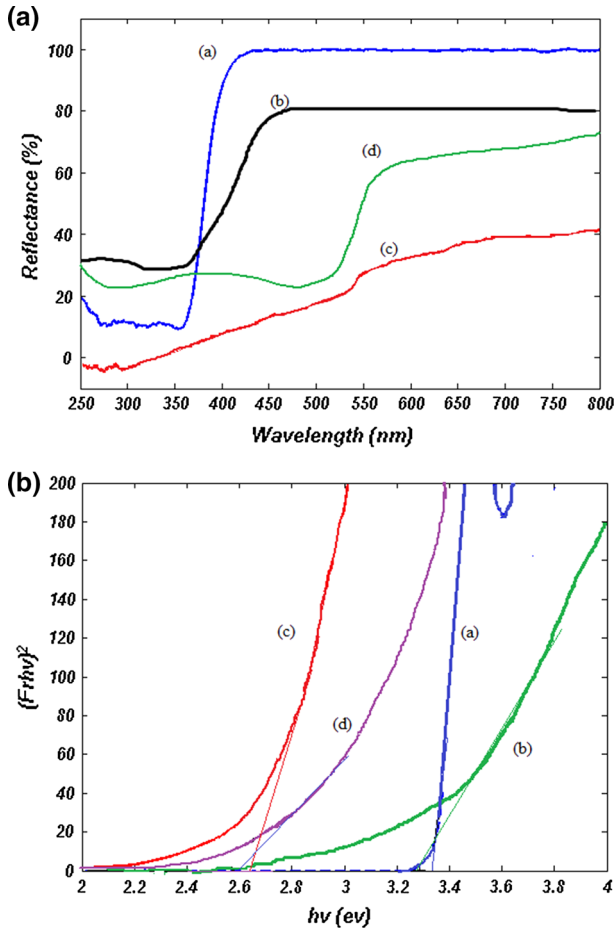 (a)
100
80
60
40
20
0
Reflectance (%)
(a)
(b)
(d)
(c)
250 300 350 400 450 500 550 600 650 700 750 800
Wavelength (nm)
(b)
200
180
160
140
120
100
80
60
40
20
0
(Frhv)²
(c)
(d)
(a)
(b)
2 2.2 2.4 2.6 2.8 3 3.2 3.4 3.6 3.8 4
hv (ev)